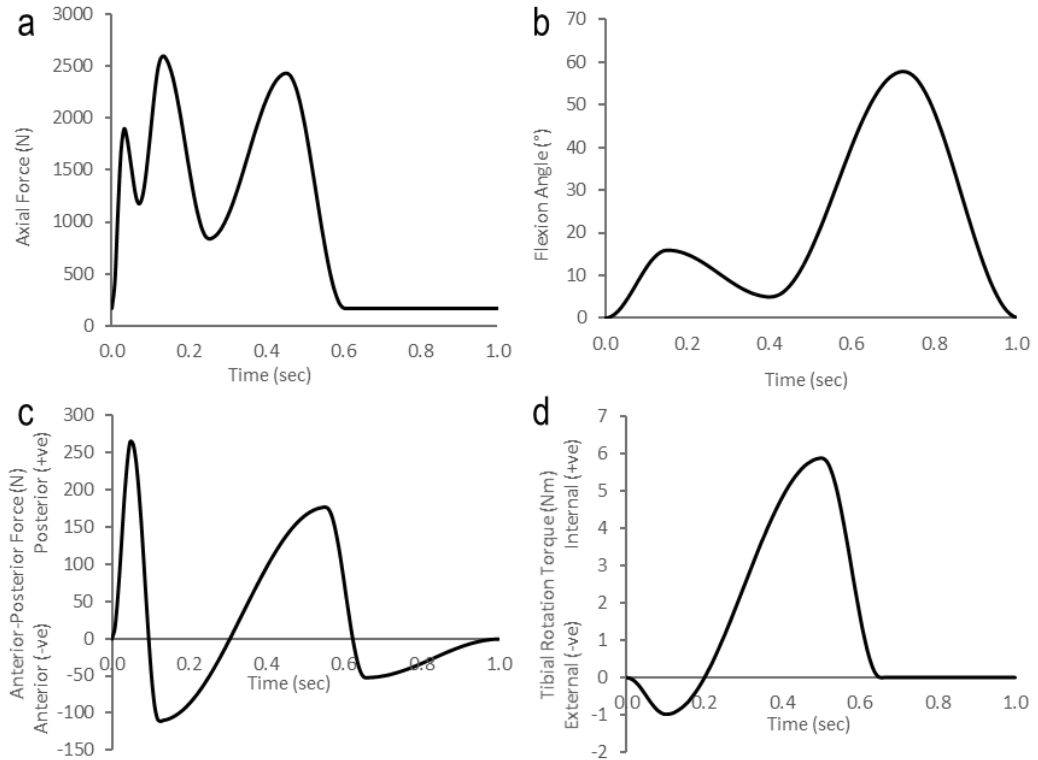 a
3000
2500
2000
1500
1000
500
0
Axial Force (N)
0.0 0.2 0.4 0.6 0.8 1.0
Time (sec)
b
70
60
50
40
30
20
10
0
Flexion Angle (°)
0.0 0.2 0.4 0.6 0.8 1.0
Time (sec)
c
300
250
200
150
100
50
0
-50
-100
-150
Anterior-Posterior Force (N)
Anterior (-ve) Posterior (+ve)
0.0 0.2 0.4 0.6 0.8 1.0
Time (sec)
d
7
6
5
4
3
2
1
0
-1
-2
Tibial Rotation Torque (Nm)
External (-ve) Internal (+ve)
0.0 0.2 0.4 0.6 0.8 1.0
Time (sec)